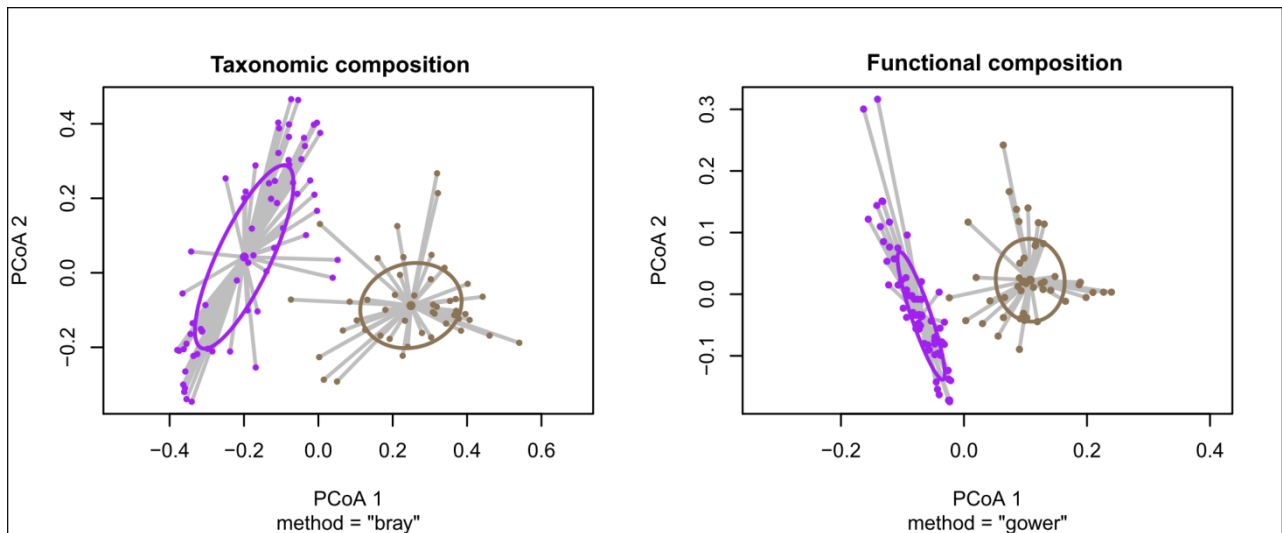 Taxonomic composition
PCoA 2
0.4
0.2
0.0
−0.2
−0.4
−0.2
0.0
0.2
0.4
0.6
PCoA 1
method = "bray"
Functional composition
PCoA 2
0.3
0.1
0.0
−0.1
−0.2
0.0
0.2
0.4
PCoA 1
method = "gower"